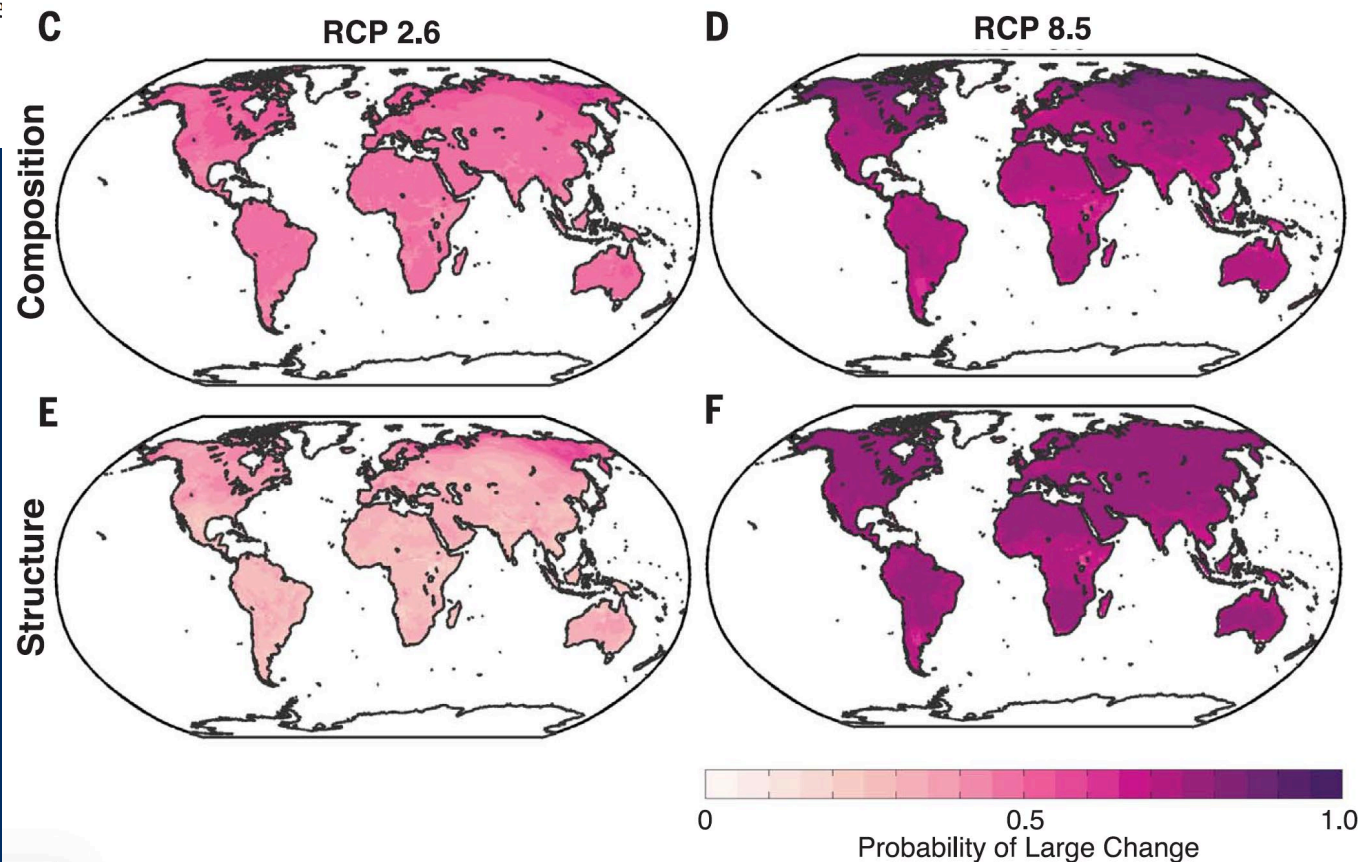 C
RCP 2.6
D
RCP 8.5
Composition
E
F
Structure
0
0.5
1.0
Probability of Large Change